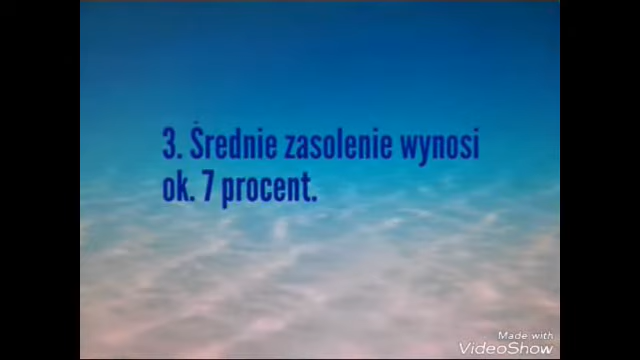 3. Średnie zasolenie wynosi
ok. 7 procent.
Made with
VideoShow